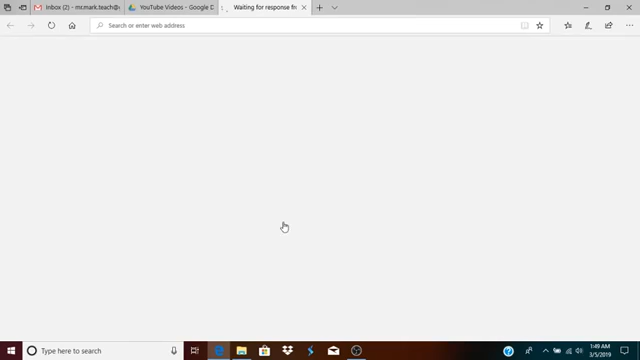 Inbox (2) - mr.mark.teach@
YouTube Videos - Google D
Waiting for response fr
Search or enter web address
Type here to search
1:49 AM
3/5/2019